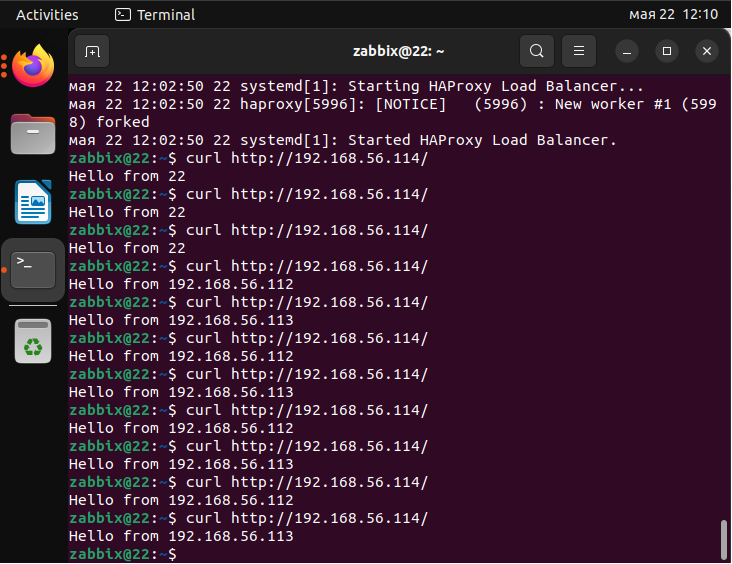 Activities
Terminal
мая 22 12:10
zabbix@22: ~
мая 22 12:02:50 22 systemd[1]: Starting HAProxy Load Balancer...
мая 22 12:02:50 22 haproxy[5996]: [NOTICE]   (5996) : New worker #1 (599
8) forked
мая 22 12:02:50 22 systemd[1]: Started HAProxy Load Balancer.
zabbix@22:~$ curl http://192.168.56.114/
Hello from 22
zabbix@22:~$ curl http://192.168.56.114/
Hello from 22
zabbix@22:~$ curl http://192.168.56.114/
Hello from 22
zabbix@22:~$ curl http://192.168.56.114/
Hello from 192.168.56.112
zabbix@22:~$ curl http://192.168.56.114/
Hello from 192.168.56.113
zabbix@22:~$ curl http://192.168.56.114/
Hello from 192.168.56.112
zabbix@22:~$ curl http://192.168.56.114/
Hello from 192.168.56.113
zabbix@22:~$ curl http://192.168.56.114/
Hello from 192.168.56.112
zabbix@22:~$ curl http://192.168.56.114/
Hello from 192.168.56.113
zabbix@22:~$ curl http://192.168.56.114/
Hello from 192.168.56.112
zabbix@22:~$ curl http://192.168.56.114/
Hello from 192.168.56.113
zabbix@22:~$